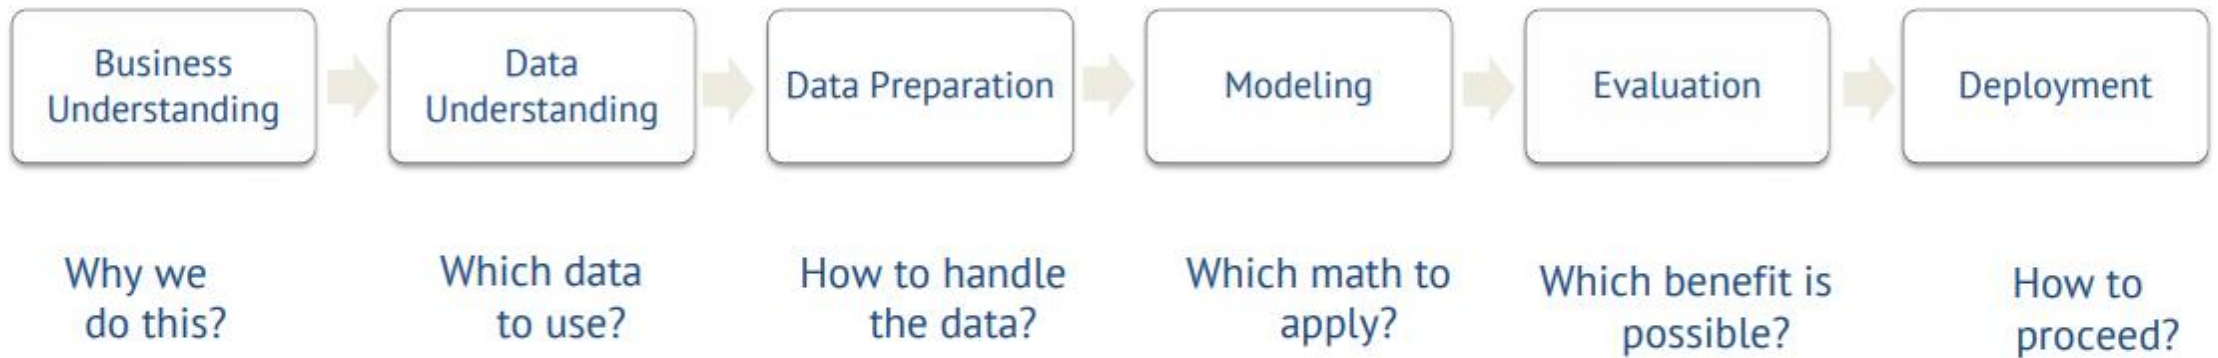 Business
Understanding
Data
Understanding
Data Preparation
Modeling
Evaluation
Deployment
Why we
do this?
Which data
to use?
How to handle
the data?
Which math to
apply?
Which benefit is
possible?
How to
proceed?